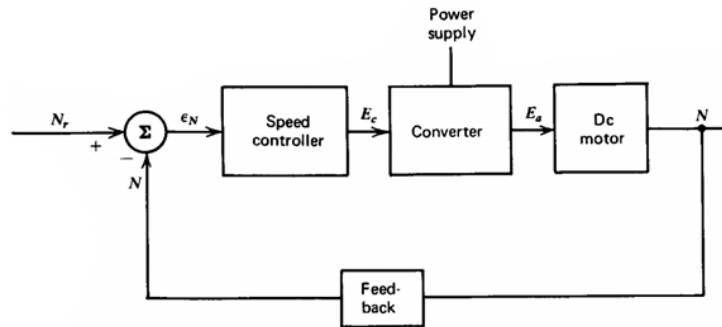 Power
supply
N_r
+
Σ
−
N
ε_N
Speed
controller
E_c
Converter
E_a
Dc
motor
N
Feed-
back